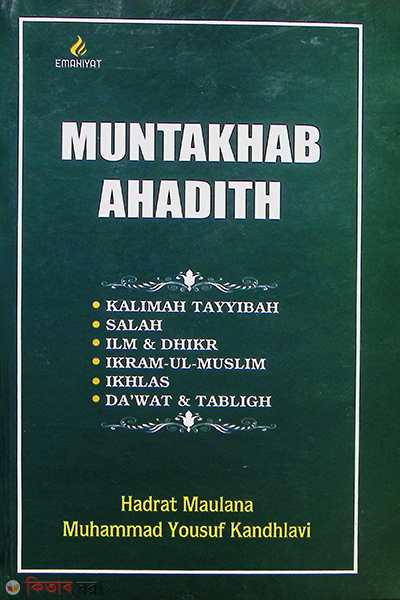 EMANIYAT
MUNTAKHAB
AHADITH
• KALIMAH TAYYIBAH
• SALAH
• ILM & DHIKR
• IKRAM-UL-MUSLIM
• IKHLAS
• DA'WAT & TABLIGH
Hadrat Maulana
Muhammad Yousuf Kandhlavi
কিতাব ঘর